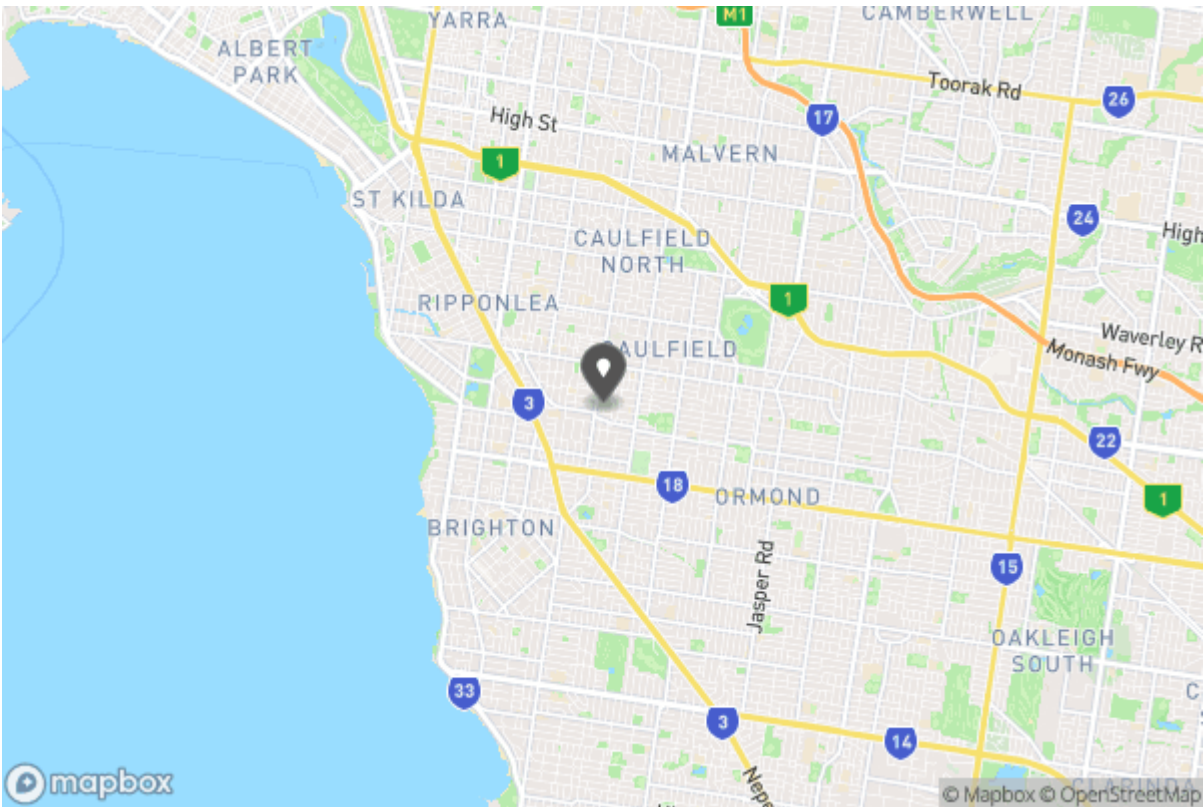 YARRA
M1
CAMBERWELL
ALBERT
PARK
Toorak Rd
26
High St
17
MALVERN
1
ST KILDA
24
High
CAULFIELD
NORTH
RIPPONLEA
1
Waverley R
CAULFIELD
Monash Fwy
3
22
18
ORMOND
1
BRIGHTON
15
Jasper Rd
OAKLEIGH
SOUTH
33
C
3
14
Nepe
mapbox
CLARINDA
© Mapbox © OpenStreetMap